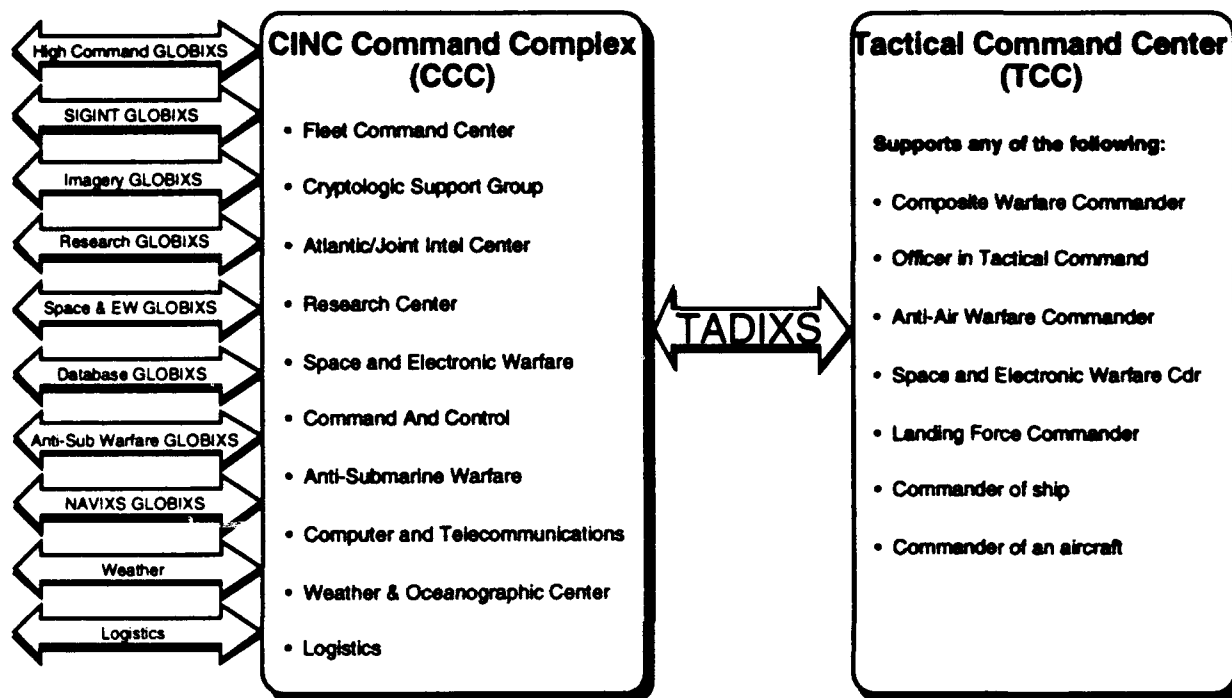 High Command GLOBIXS
SIGINT GLOBIXS
Imagery GLOBIXS
Research GLOBIXS
Space & EW GLOBIXS
Database GLOBIXS
Anti-Sub Warfare GLOBIXS
NAVIXS GLOBIXS
Weather
Logistics
CINC Command Complex
(CCC)
• Fleet Command Center
• Cryptologic Support Group
• Atlantic/Joint Intel Center
• Research Center
• Space and Electronic Warfare
• Command And Control
• Anti-Submarine Warfare
• Computer and Telecommunications
• Weather & Oceanographic Center
• Logistics
TADIXS
Tactical Command Center
(TCC)
Supports any of the following:
• Composite Warfare Commander
• Officer in Tactical Command
• Anti-Air Warfare Commander
• Space and Electronic Warfare Cdr
• Landing Force Commander
• Commander of ship
• Commander of an aircraft